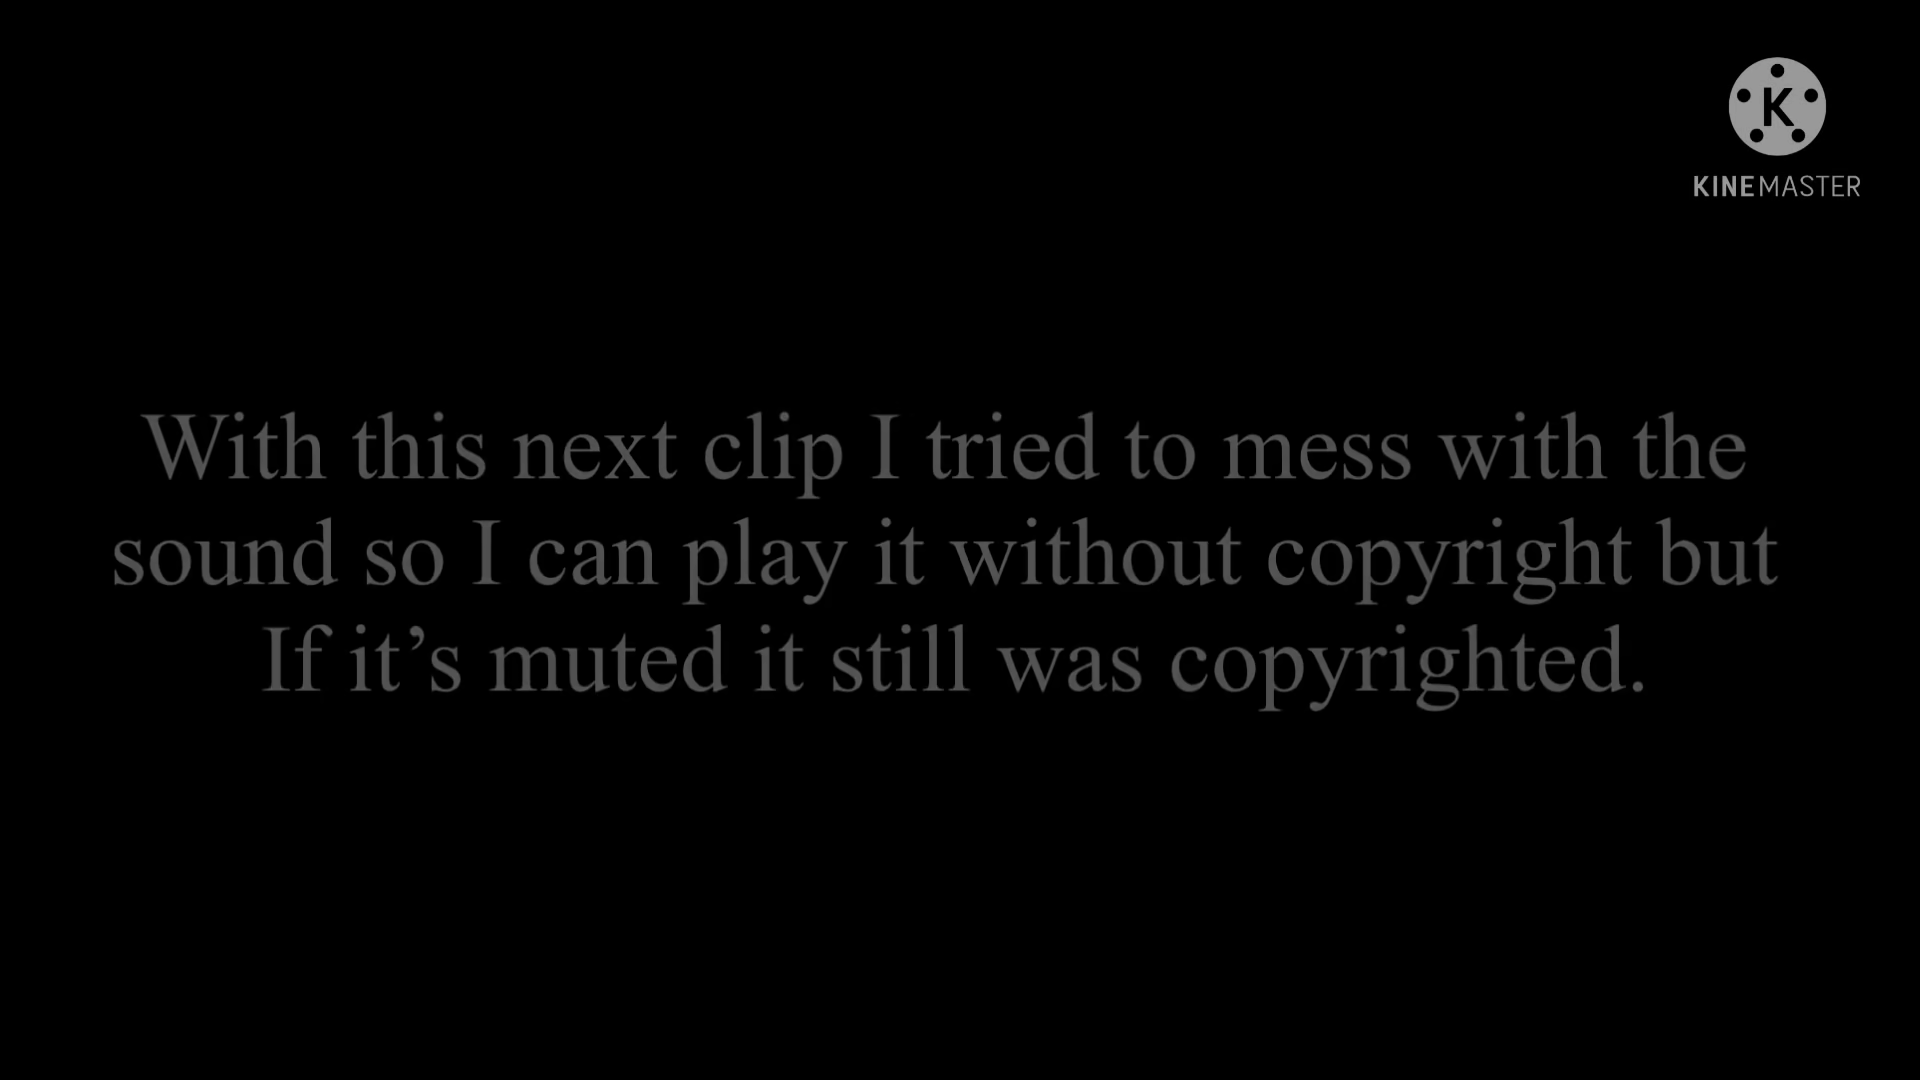 K
KINEMASTER
With this next clip I tried to mess with the
sound so I can play it without copyright but
If it’s muted it still was copyrighted.